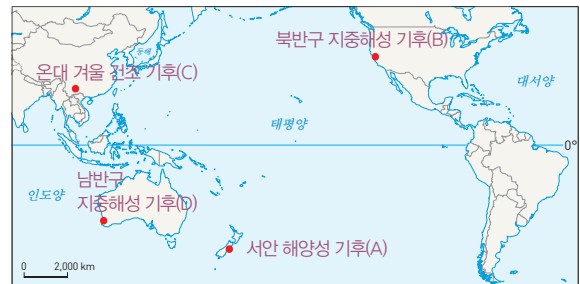 북반구 지중해성 기후(B)
동해
온대 겨울 건조 기후(C)
대서양
태평양
0°
남반구
지중해성 기후(D)
인도양
서안 해양성 기후(A)
0 2,000 km